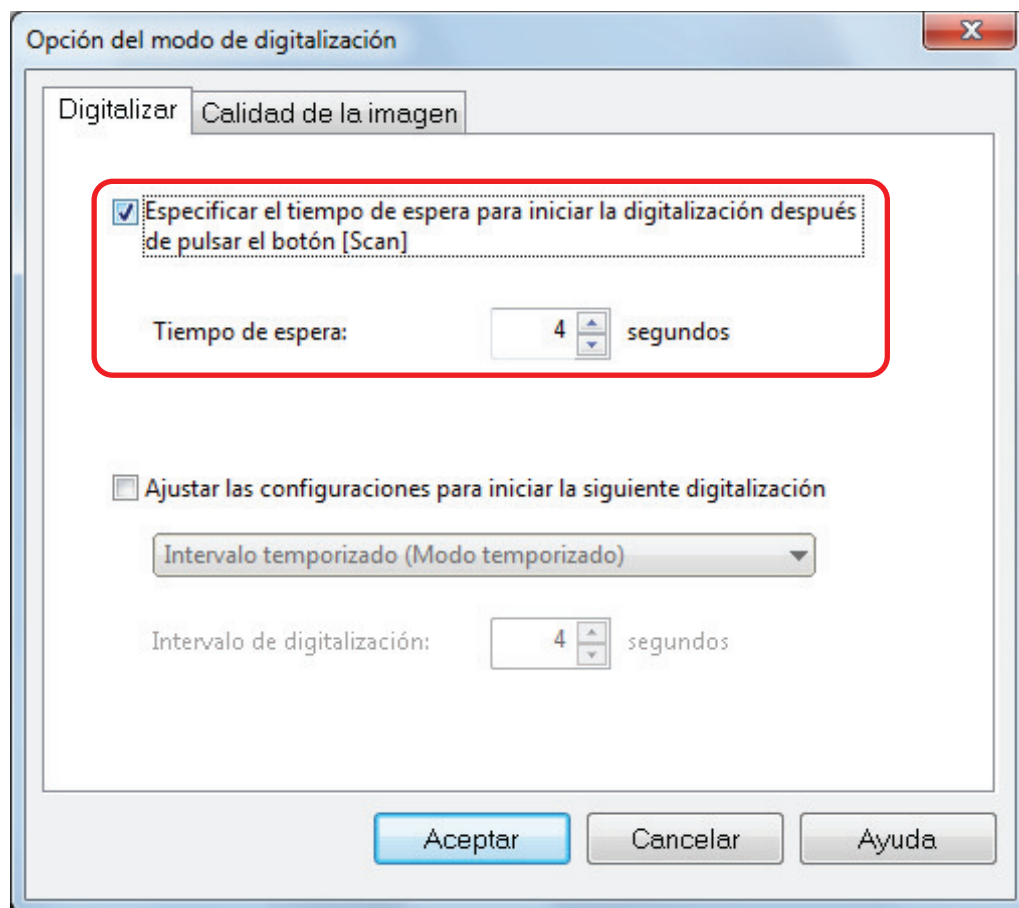 Opción del modo de digitalización
Digitalizar
Calidad de la imagen
Especificar el tiempo de espera para iniciar la digitalización después
de pulsar el botón [Scan]
Tiempo de espera: 4 segundos
Ajustar las configuraciones para iniciar la siguiente digitalización
Intervalo temporizado (Modo temporizado)
Intervalo de digitalización: 4 segundos
Aceptar
Cancelar
Ayuda